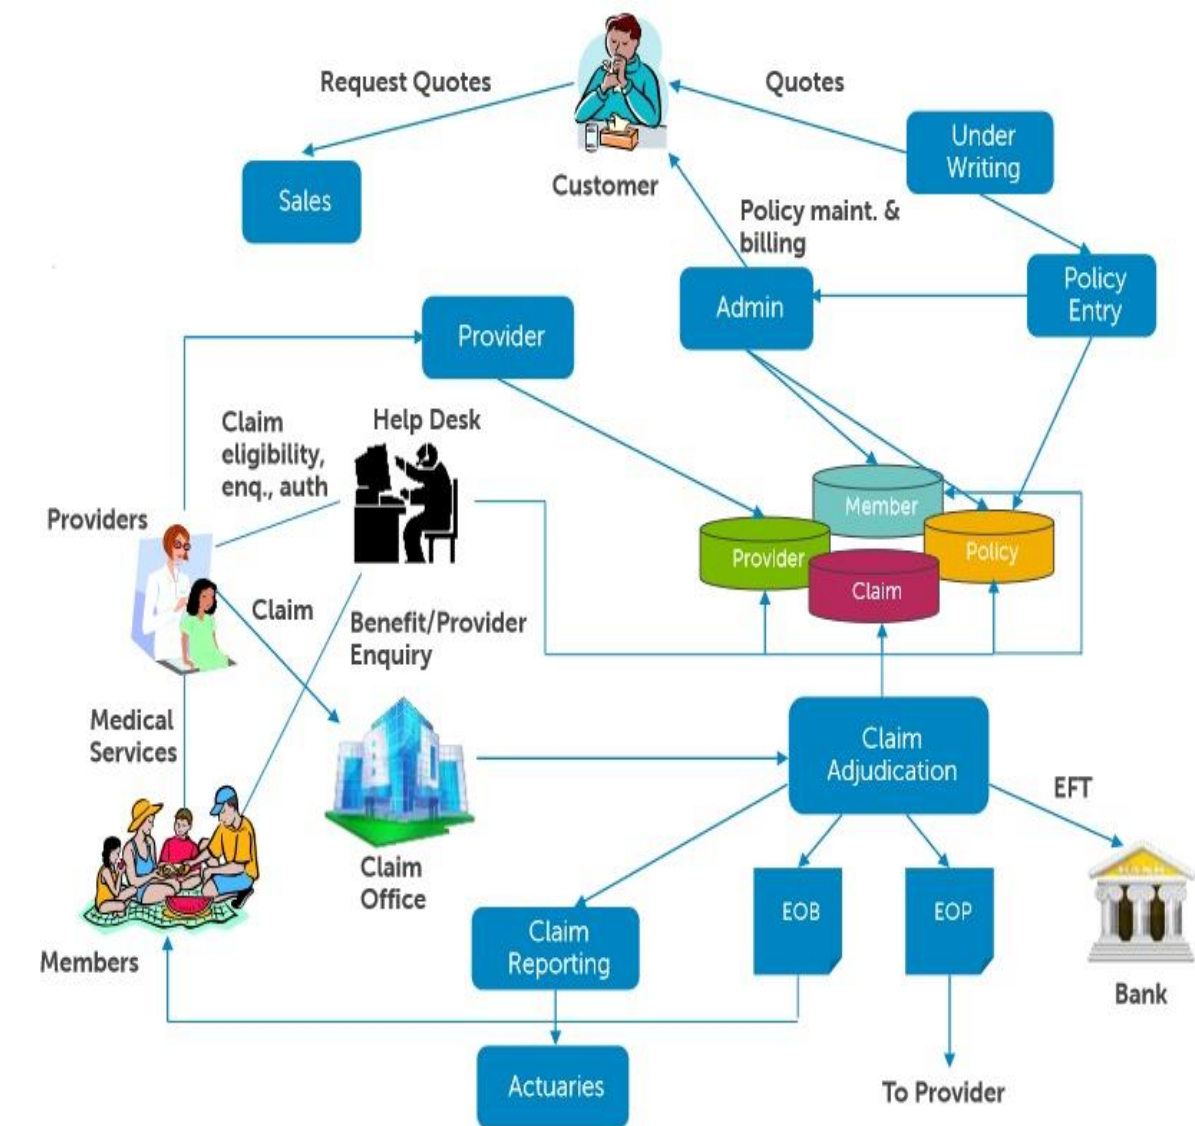 Request Quotes
Quotes
Under
Writing
Sales
Customer
Policy maint. &
billing
Policy
Entry
Admin
Provider
Claim
eligibility,
enq., auth
Help Desk
Member
Providers
Provider
Policy
Claim
Claim
Benefit/Provider
Enquiry
Medical
Services
Claim
Adjudication
EFT
Claim
Office
EOB
EOP
Claim
Reporting
Members
Bank
Actuaries
To Provider